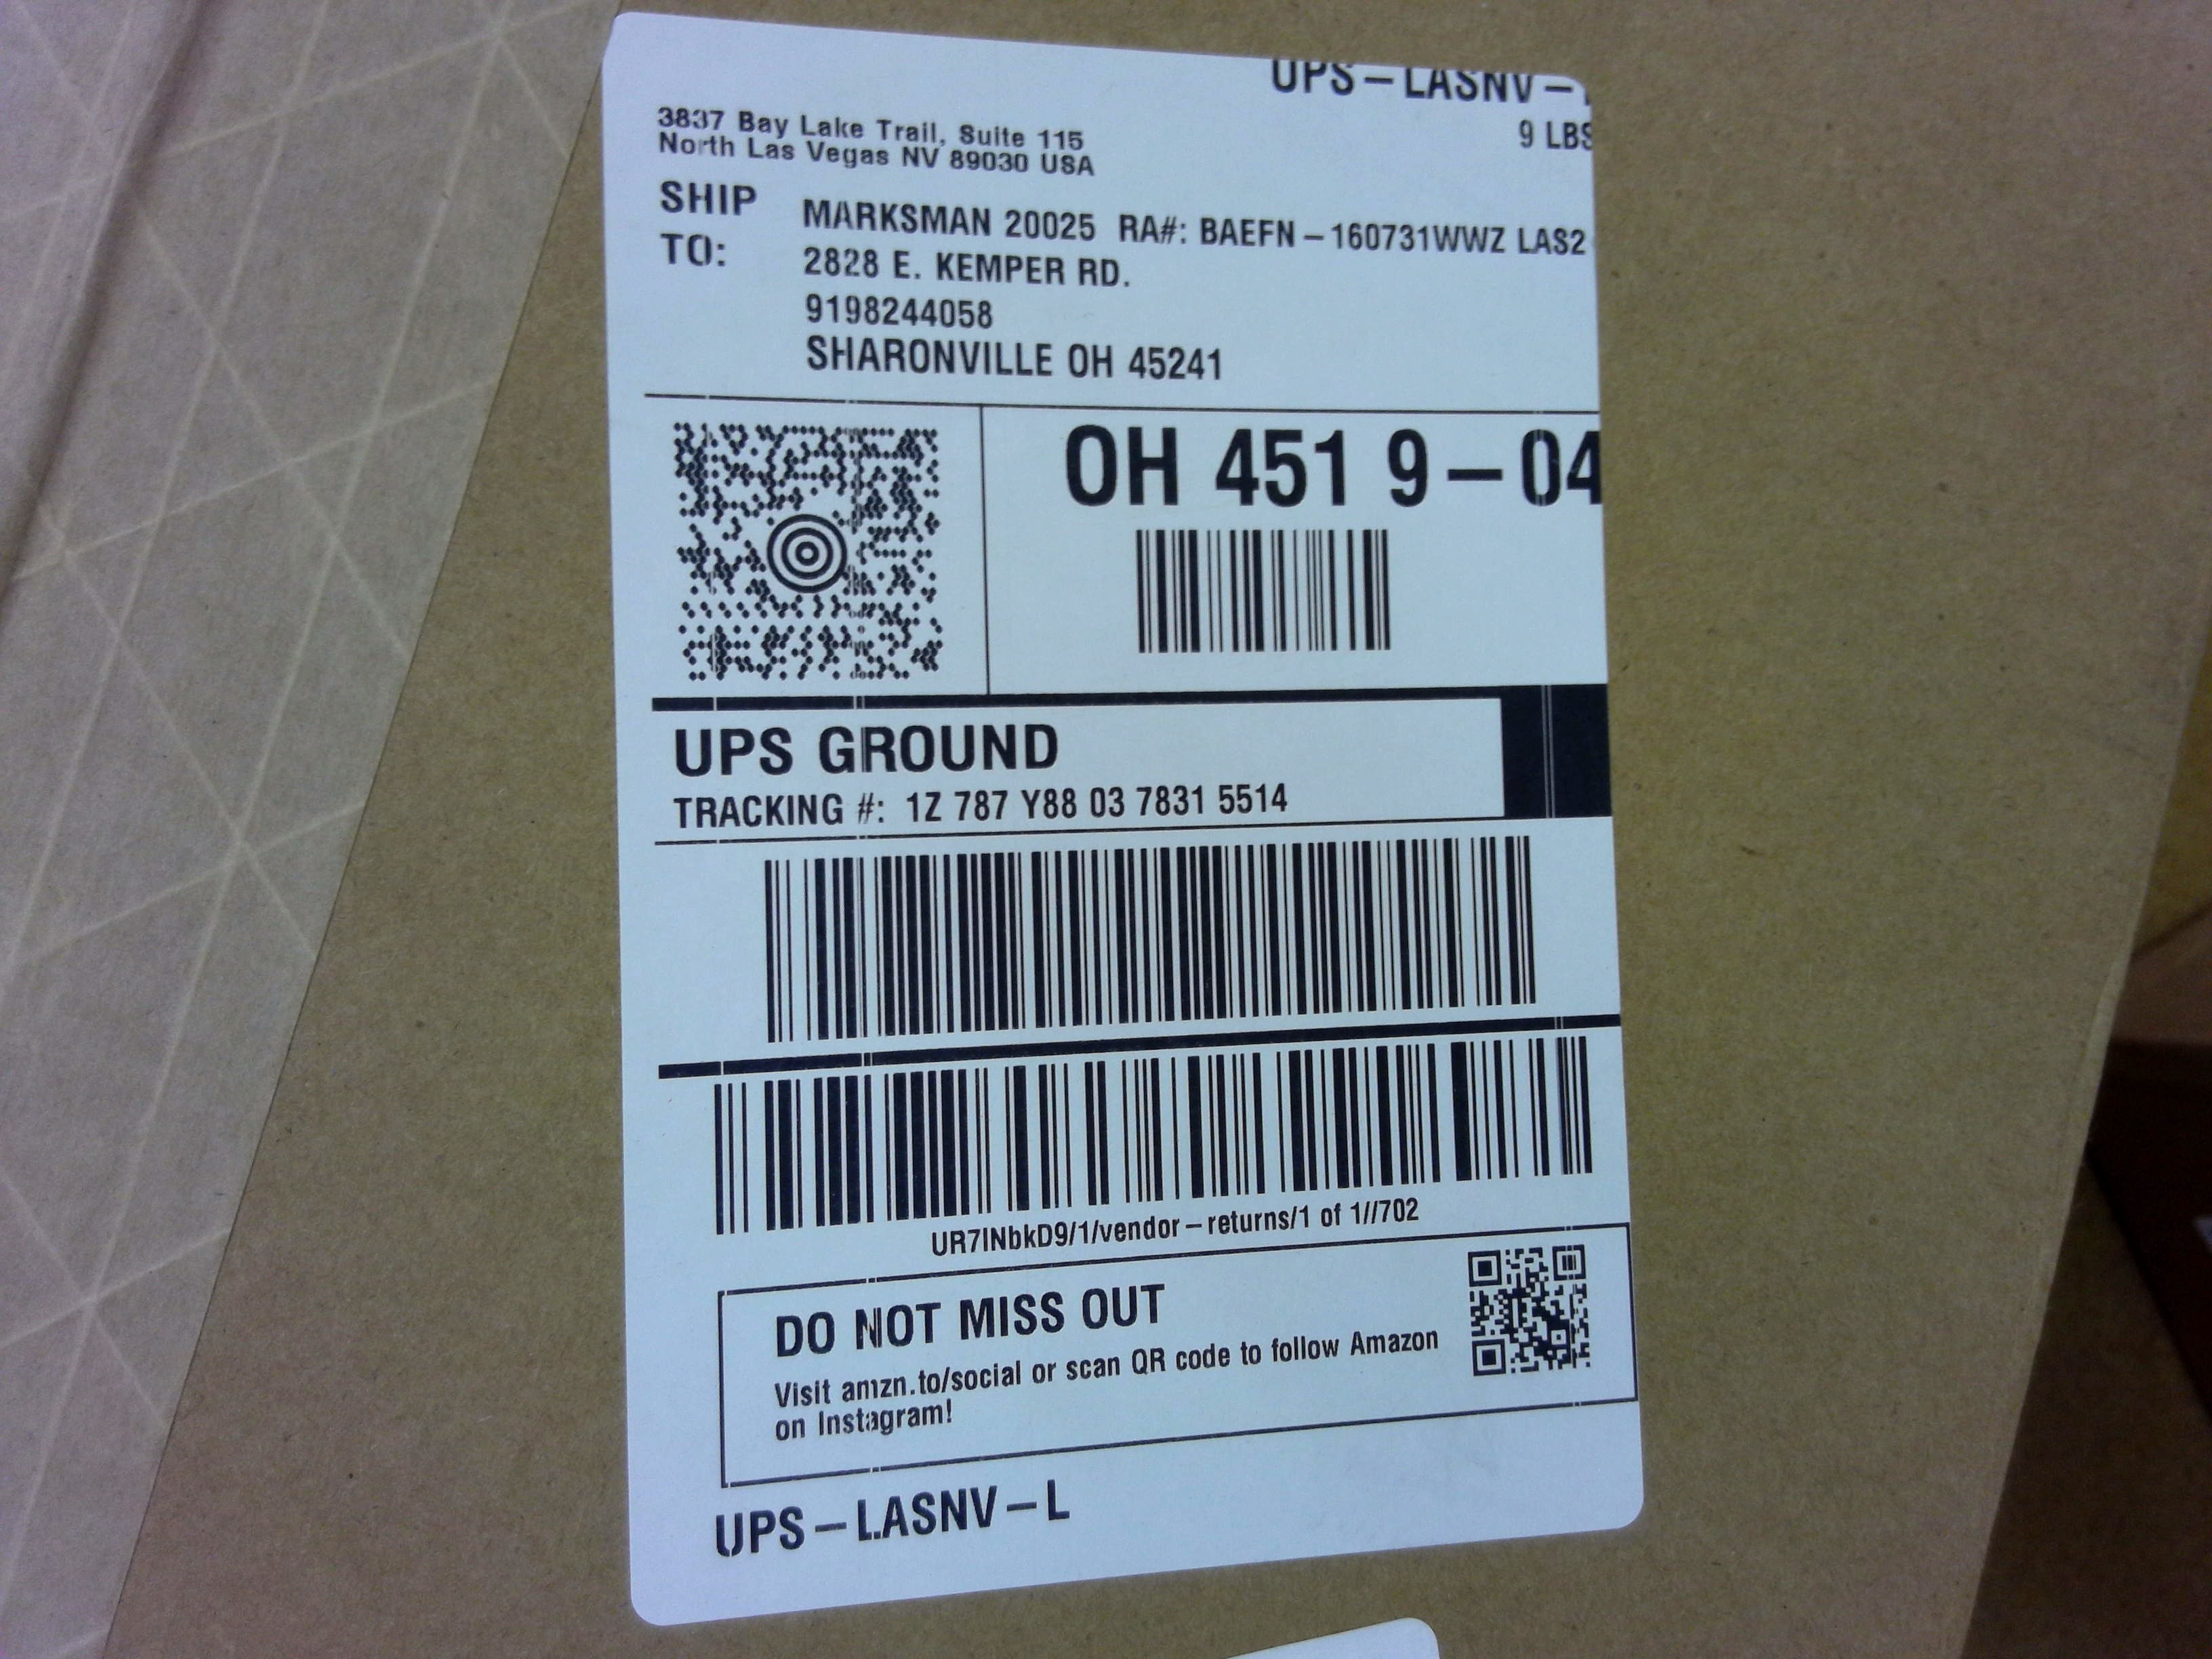 UPS-LASNV-
9 LBS
3837 Bay Lake Trail, Suite 115
North Las Vegas NV 89030 USA
SHIP TO:
MARKSMAN 20025 RA#: BAEFN-160731WWZ LAS2
2828 E. KEMPER RD.
9198244058
SHARONVILLE OH 45241
OH 451 9-04
UPS GROUND
TRACKING #: 1Z 787 Y88 03 7831 5514
UR7INbkD9/1/vendor-returns/1 of 1//702
DO NOT MISS OUT
Visit amzn.to/social or scan QR code to follow Amazon
on Instagram!
UPS-LASNV-L